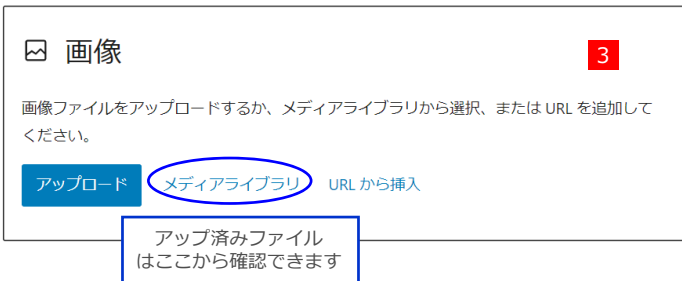 画像
3
画像ファイルをアップロードするか、メディアライブラリから選択、または URL を追加して
ください。
アップロード メディアライブラリ URL から挿入
アップ済みファイル
はここから確認できます